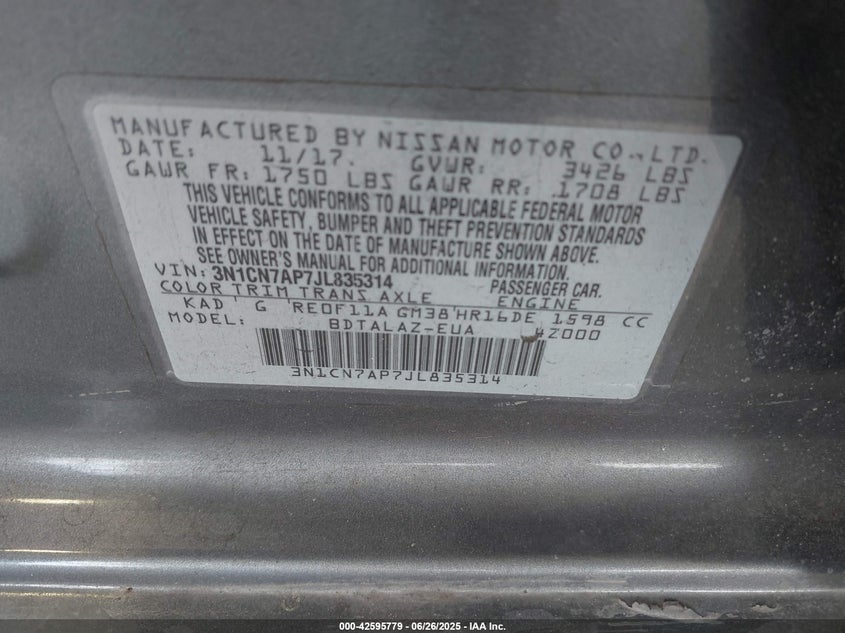 MANUFACTURED BY NISSAN MOTOR CO., LTD.
DATE: 11/17. GVWR: 3426 LBS
GAWR FR: 1750 LBS GAWR RR: 1708 LBS
THIS VEHICLE CONFORMS TO ALL APPLICABLE FEDERAL MOTOR
VEHICLE SAFETY, BUMPER AND THEFT PREVENTION STANDARDS
IN EFFECT ON THE DATE OF MANUFACTURE SHOWN ABOVE.
SEE OWNER'S MANUAL FOR ADDITIONAL INFORMATION.
VIN: 3N1CN7AP7JL835314 PASSENGER CAR.
COLOR TRIM TRANS AXLE ENGINE
KAD G RE0F11A GM38 HR16DE 1598 CC
MODEL: BDTALAZ-EUA 42000
3N1CN7AP7JL835314
000-42595779 - 06/26/2025 - IAA Inc.